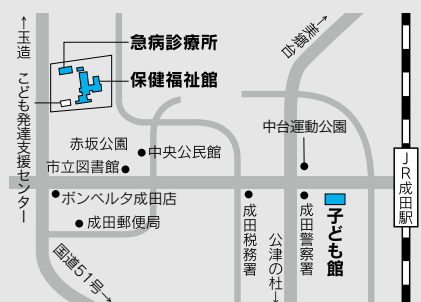 ←玉造
こども発達支援センター
急病診療所
保健福祉館
赤坂公園
市立図書館
中央公民館
ボンベルタ成田店
成田郵便局
国道51号→
←美郷台
中台運動公園
成田税務署
公津の杜→
成田警察署
子ども館
JR成田駅